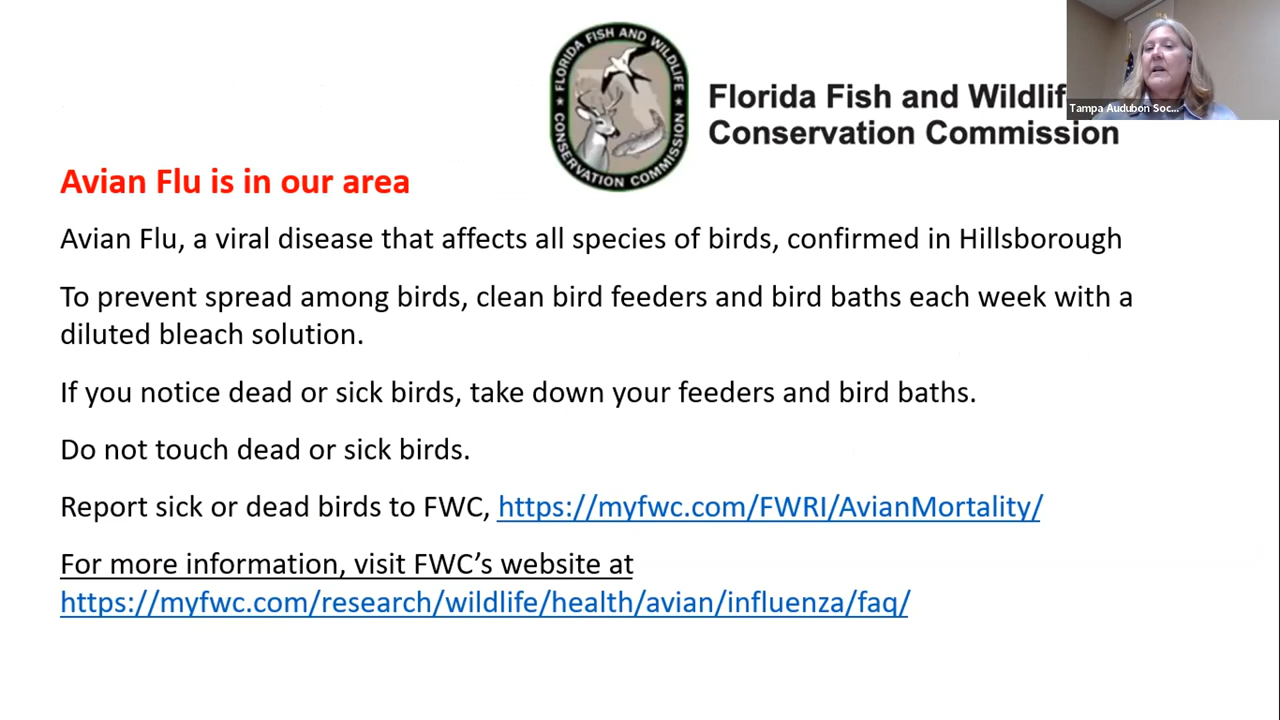 FLORIDA FISH AND WILDLIFE
CONSERVATION COMMISSION
Florida Fish and Wildlif
Conservation Commission
Tampa Audubon Soc...
Avian Flu is in our area
Avian Flu, a viral disease that affects all species of birds, confirmed in Hillsborough
To prevent spread among birds, clean bird feeders and bird baths each week with a
diluted bleach solution.
If you notice dead or sick birds, take down your feeders and bird baths.
Do not touch dead or sick birds.
Report sick or dead birds to FWC, https://myfwc.com/FWRI/AvianMortality/
For more information, visit FWC’s website at
https://myfwc.com/research/wildlife/health/avian/influenza/faq/